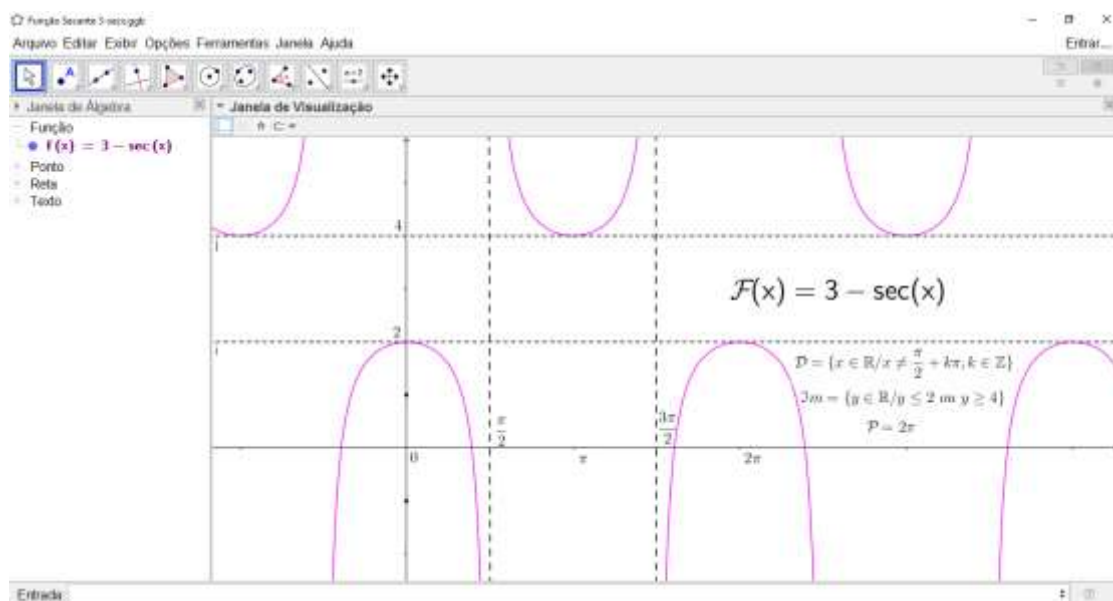 Função Secante 3-secx.ggb
Arquivo Editar Exibir Opções Ferramentas Janela Ajuda
Entrar...
Janela de Álgebra
Janela de Visualização
Função
F(x) = 3 − sec(x)
Ponto
Reta
Texto
4
F(x) = 3 − sec(x)
2
D = {x ∈ ℝ/x ≠ π/2 + kπ, k ∈ ℤ}
Im = {y ∈ ℝ/y ≤ 2 ou y ≥ 4}
P = 2π
π/2
3π/2
0
π
2π
Entrada